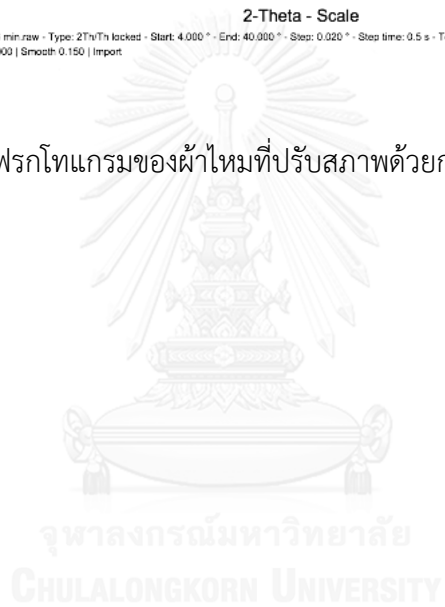 2-Theta - Scale
min.raw - Type: 2Th/Th locked - Start: 4.000 ° - End: 40.000 ° - Step: 0.020 ° - Step time: 0.5 s
Smooth 0.150 | Import
ฟรกโทแกรมของผ้าไหมที่ปรับสภาพด้วย
จุฬาลงกรณ์มหาวิทยาลัย
CHULALONGKORN UNIVERSITY